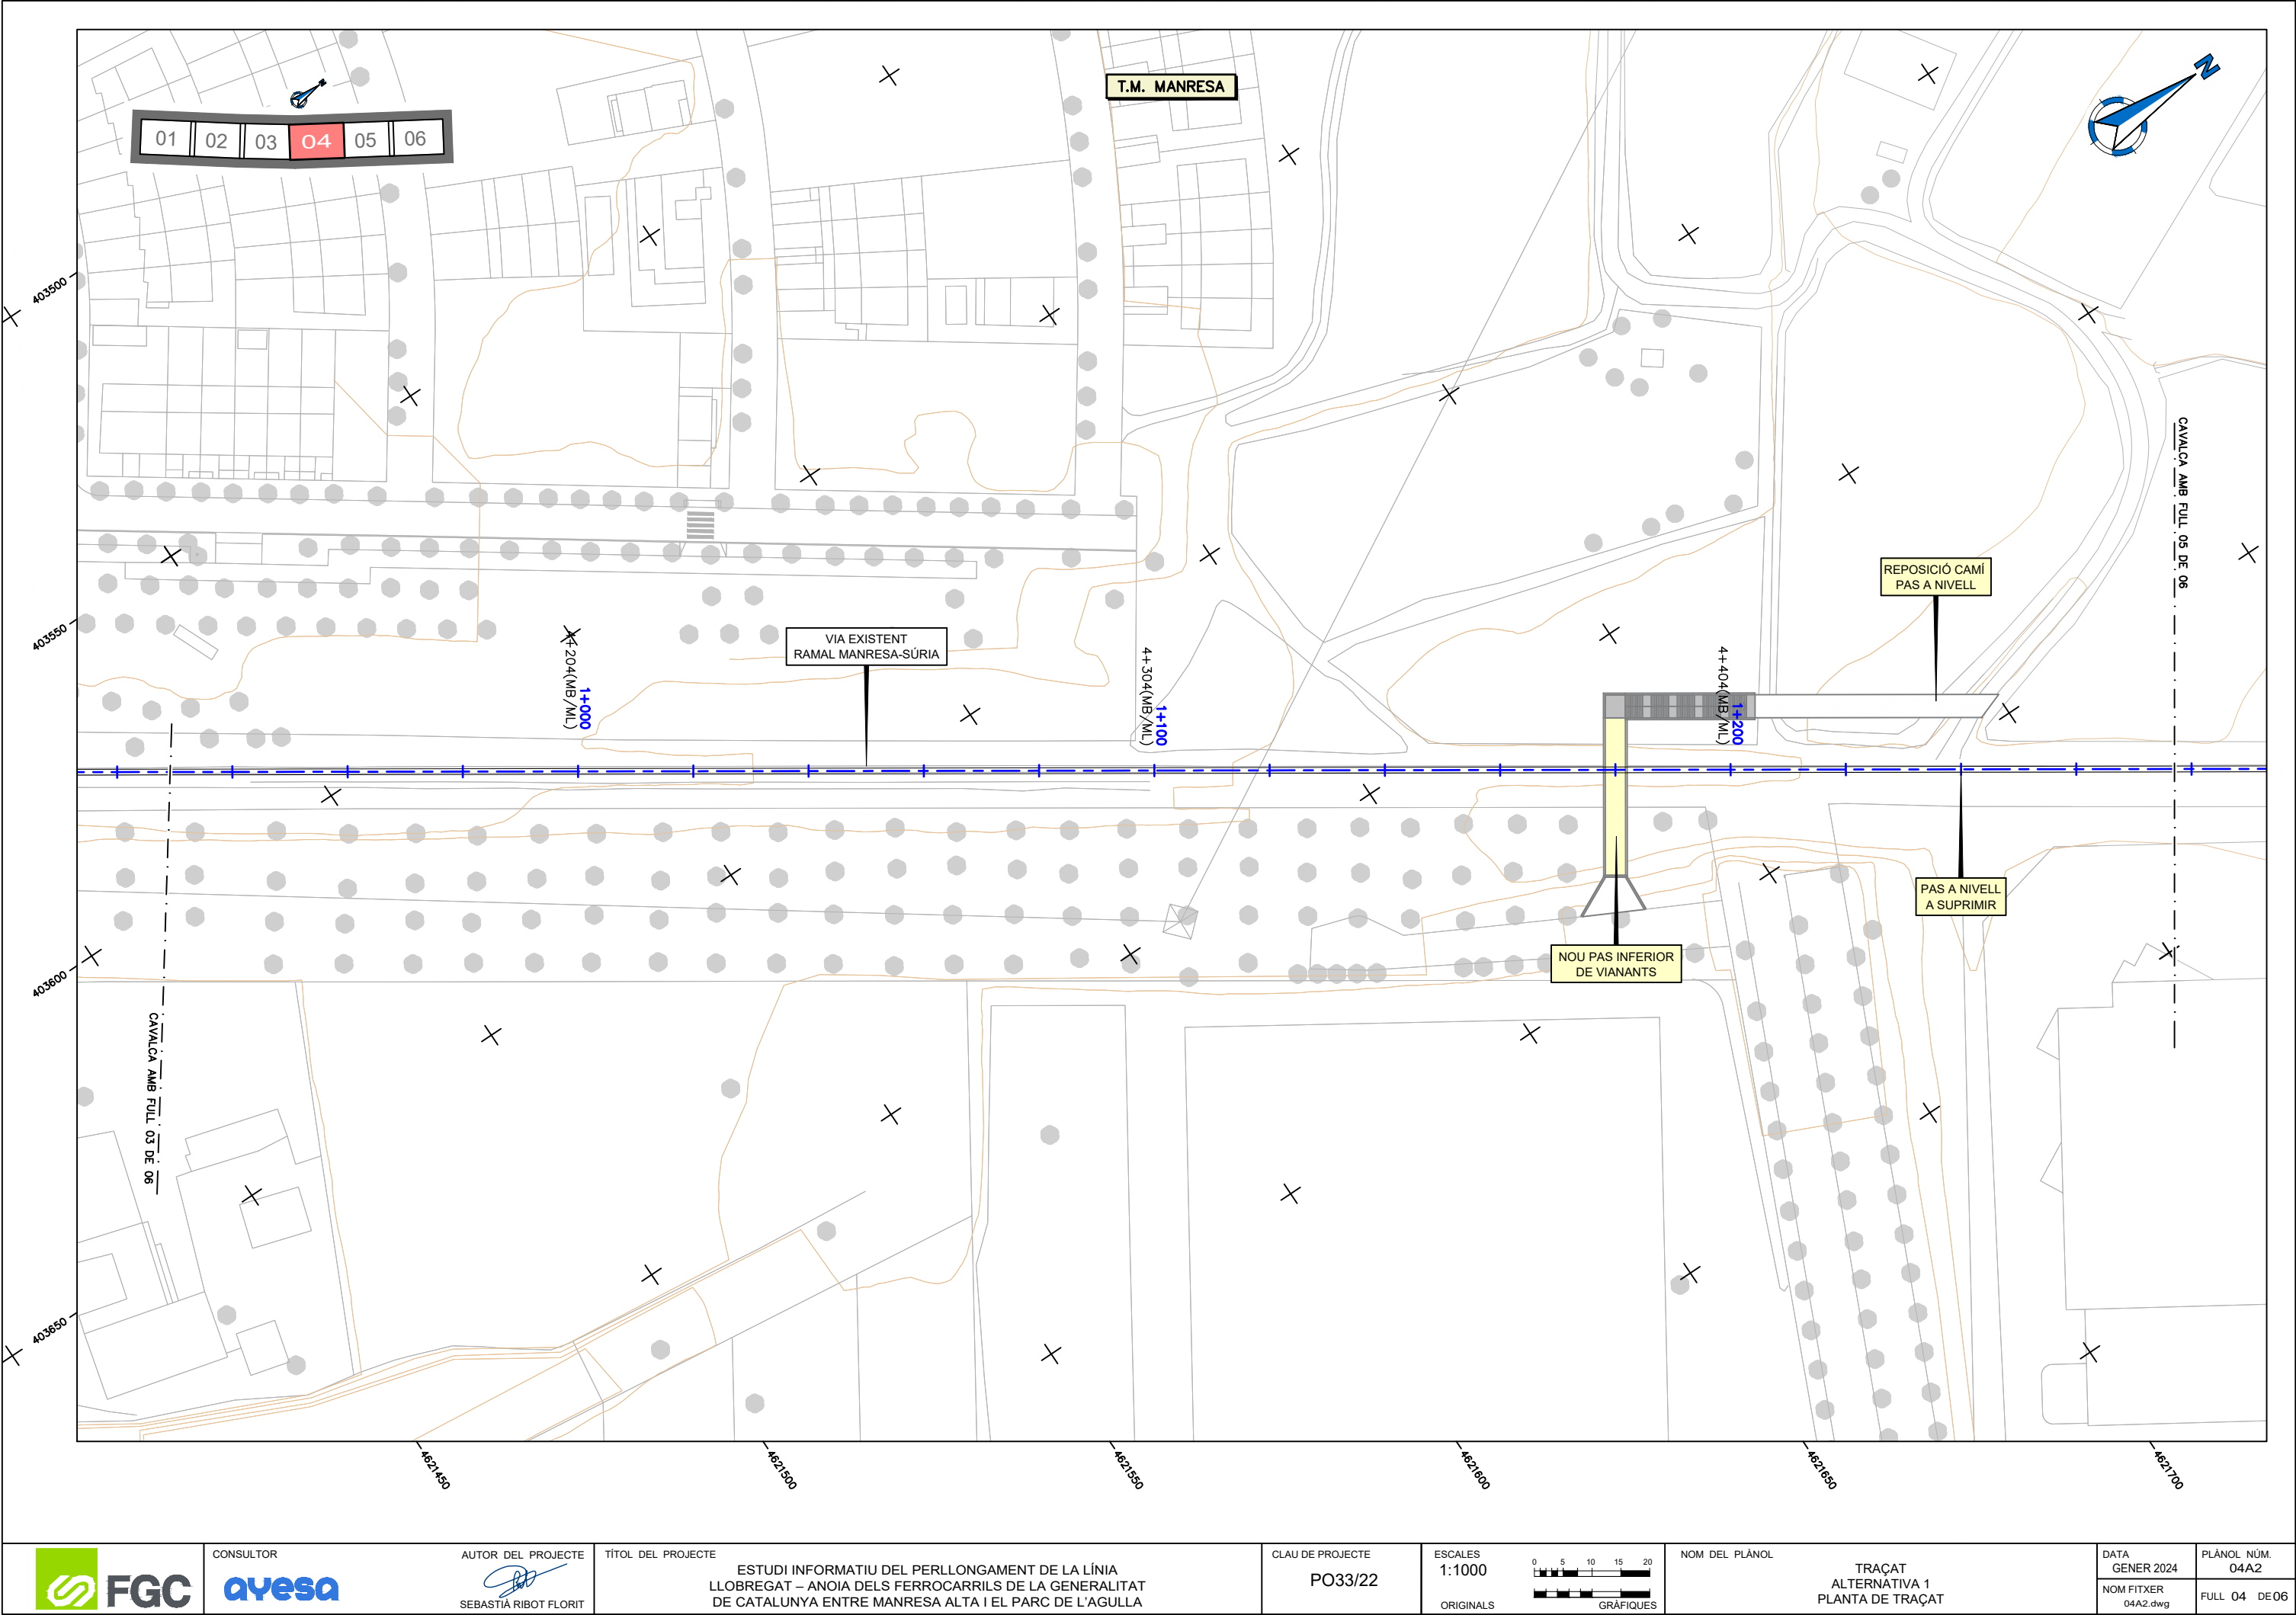 T.M. MANRESA
N
01 02 03 04 05 06
403500
403550
403600
403650
CAVALCA AMB FULL 05 DE 06
REPOSICIÓ CAMÍ
PAS A NIVELL
VIA EXISTENT
RAMAL MANRESA-SÚRIA
4+204(MB/ML)
1+000
4+304(MB/ML)
1+100
4+404(MB/ML)
1+200
PAS A NIVELL
A SUPRIMIR
NOU PAS INFERIOR
DE VIANANTS
CAVALCA AMB FULL 03 DE 06
4621450
4621500
4621550
4621600
4621650
4621700
FGC
CONSULTOR
ayesa
AUTOR DEL PROJECTE
SEBASTIÀ RIBOT FLORIT
TÍTOL DEL PROJECTE
ESTUDI INFORMATIU DEL PERLLONGAMENT DE LA LÍNIA
LLOBREGAT – ANOIA DELS FERROCARRILS DE LA GENERALITAT
DE CATALUNYA ENTRE MANRESA ALTA I EL PARC DE L'AGULLA
CLAU DE PROJECTE
PO33/22
ESCALES
1:1000
ORIGINALS
0 5 10 15 20
GRÀFIQUES
NOM DEL PLÀNOL
TRAÇAT
ALTERNATIVA 1
PLANTA DE TRAÇAT
DATA
GENER 2024
NOM FITXER
04A2.dwg
PLÀNOL NÚM.
04A2
FULL 04 DE 06